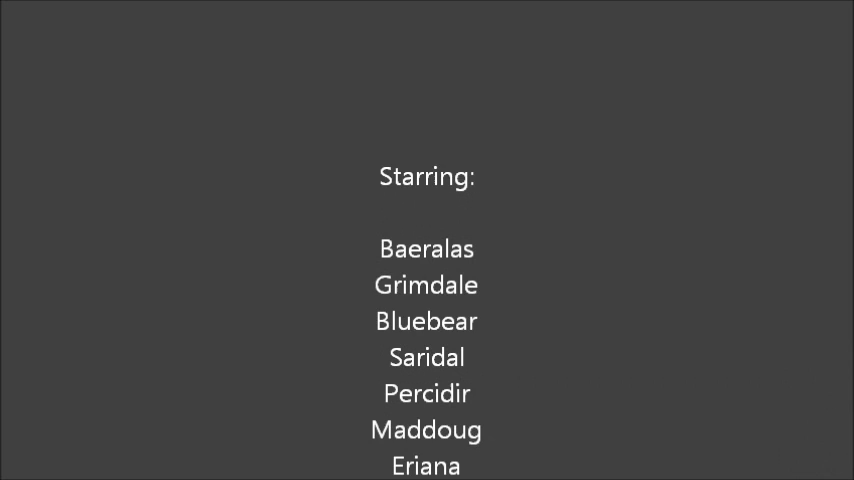 Starring:
Baeralas
Grimdale
Bluebear
Saridal
Percidir
Maddoug
Eriana